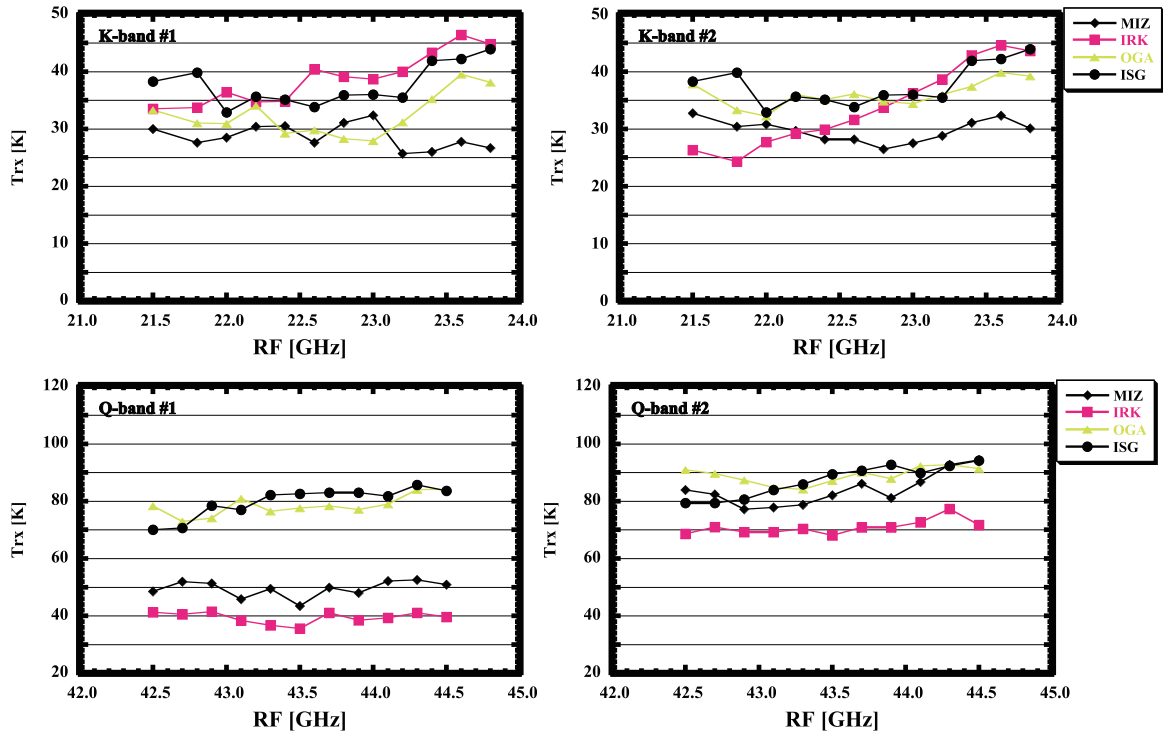 K-band #1
50
40
30
20
10
0
Trx [K]
21.0 21.5 22.0 22.5 23.0 23.5 24.0
RF [GHz]
K-band #2
50
40
30
20
10
0
Trx [K]
21.0 21.5 22.0 22.5 23.0 23.5 24.0
RF [GHz]
MIZ
IRK
OGA
ISG
Q-band #1
120
100
80
60
40
20
Trx [K]
42.0 42.5 43.0 43.5 44.0 44.5 45.0
RF [GHz]
Q-band #2
120
100
80
60
40
20
Trx [K]
42.0 42.5 43.0 43.5 44.0 44.5 45.0
RF [GHz]
MIZ
IRK
OGA
ISG